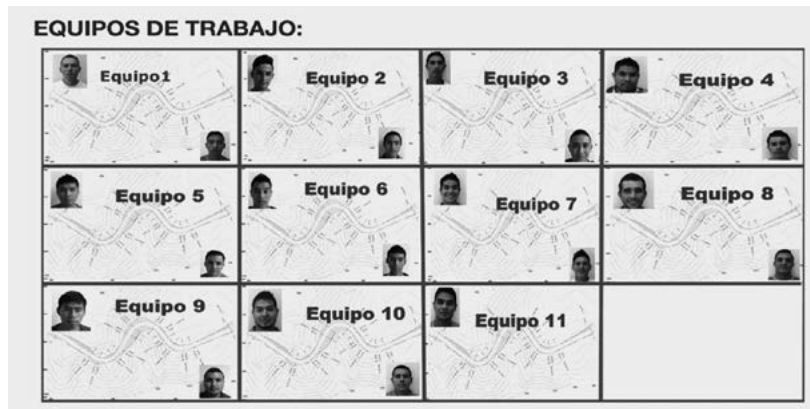 EQUIPOS DE TRABAJO:
Equipo1
Equipo 2
Equipo 3
Equipo 4
Equipo 5
Equipo 6
Equipo 7
Equipo 8
Equipo 9
Equipo 10
Equipo 11